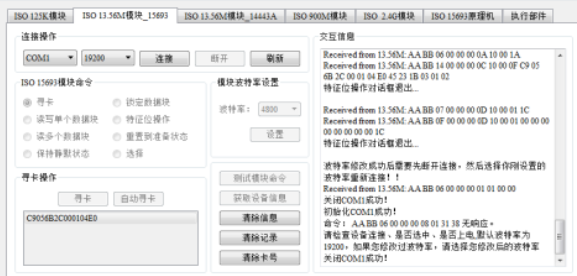 ISO 125K模块
ISO 13.56M模块_15693
ISO 13.56M模块_14443A
ISO 900M模块
ISO 2.4G模块
ISO 15693原理机
执行部件
连接操作
COM1
19200
连接
断开
刷新
ISO 15693模块命令
寻卡
锁定数据块
读写单个数据块
特征位操作
读多个数据块
重置到准备状态
保持静默状态
选择
模块波特率设置
波特率:
4800
设置
寻卡操作
寻卡
自动寻卡
C9056B2C000104E0
测试模块命令
获取设备信息
清除信息
清除记录
清除卡号
交互信息
Received from 13.56M: AA BB 06 00 00 00 0A 10 00 1A
Received from 13.56M: AA BB 14 00 00 00 0C 10 00 0F C9 05
6B 2C 00 01 04 E0 45 23 1B 03 01 02
特征位操作对话框退出...
Received from 13.56M: AA BB 07 00 00 00 0D 10 00 01 1C
Received from 13.56M: AA BB 0F 00 00 00 0D 10 01 00 00 00
00 00 00 00 00 1C
特征位操作对话框退出...
波特率修改成功后需要先断开连接，然后选择你刚设置的
波特率重新连接！！
Received from 13.56M: AA BB 06 00 00 00 01 01 00 00
关闭COM1成功！
初始化COM1成功！
命令： AA BB 06 00 00 00 08 01 31 38 无响应。
请检查设备连接、是否选中、是否上电,默认波特率为
19200，如果您修改过波特率，请选择您修改后的波特率
关闭COM1成功！